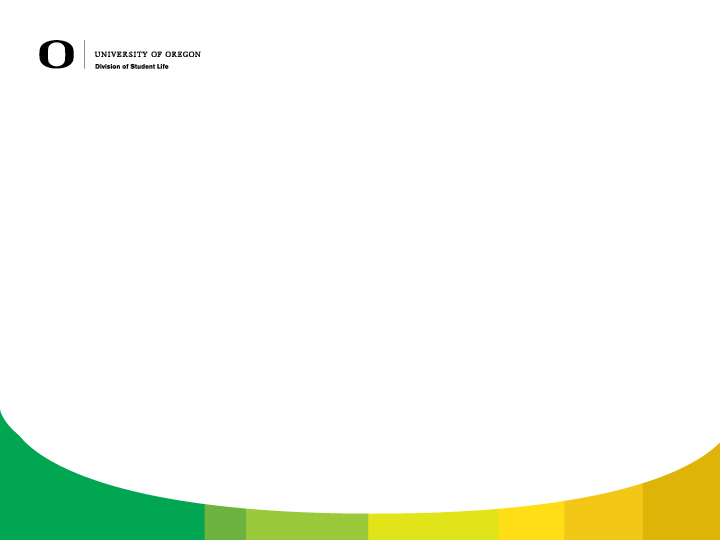 O
UNIVERSITY OF OREGON
Division of Student Life